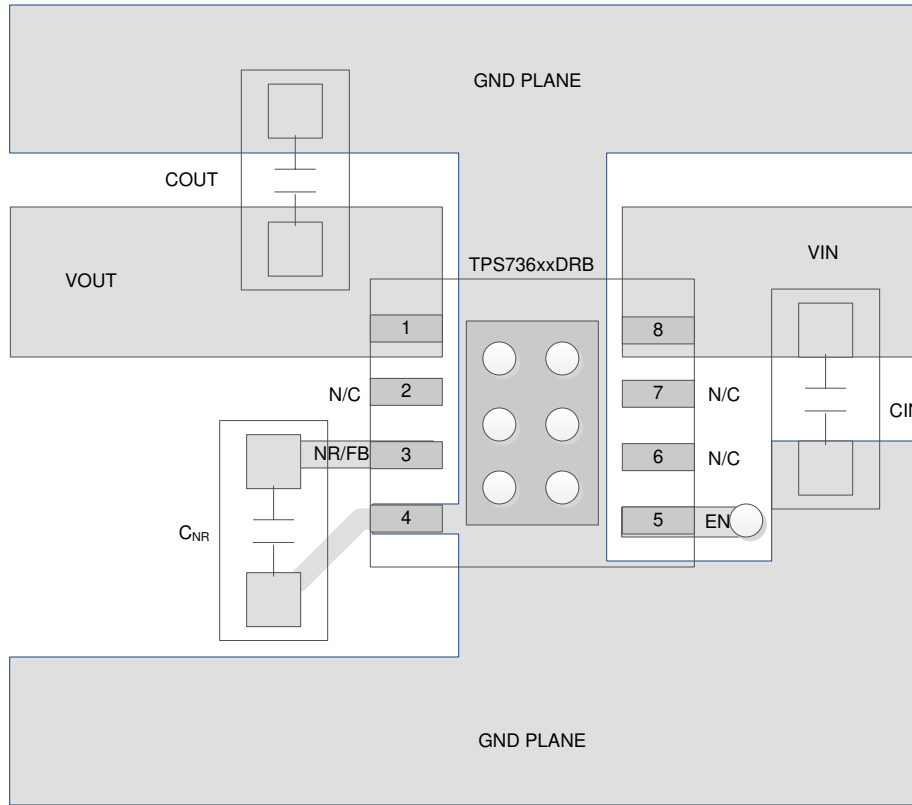 GND PLANE
COUT
VOUT
TPS736xxDRB
VIN
1
8
N/C
2
7
N/C
CIN
NR/FB
3
6
N/C
4
5
EN
CNR
GND PLANE